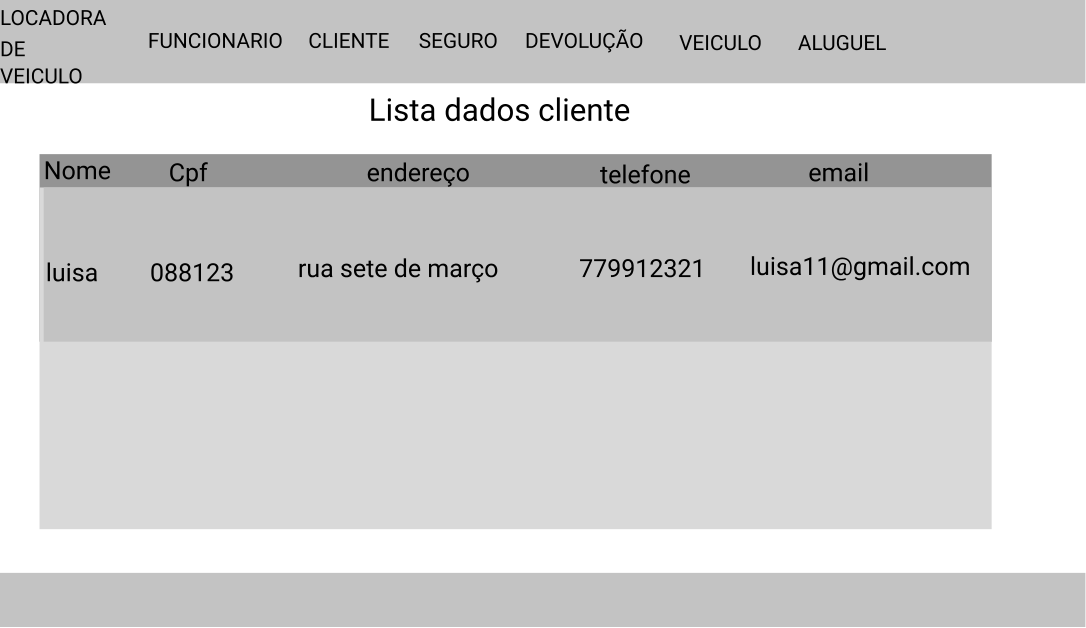 LOCADORA
DE
VEICULO
FUNCIONARIO CLIENTE SEGURO DEVOLUÇÃO VEICULO ALUGUEL
Lista dados cliente
Nome Cpf endereço telefone email
luisa 088123 rua sete de março 779912321 luisa11@gmail.com